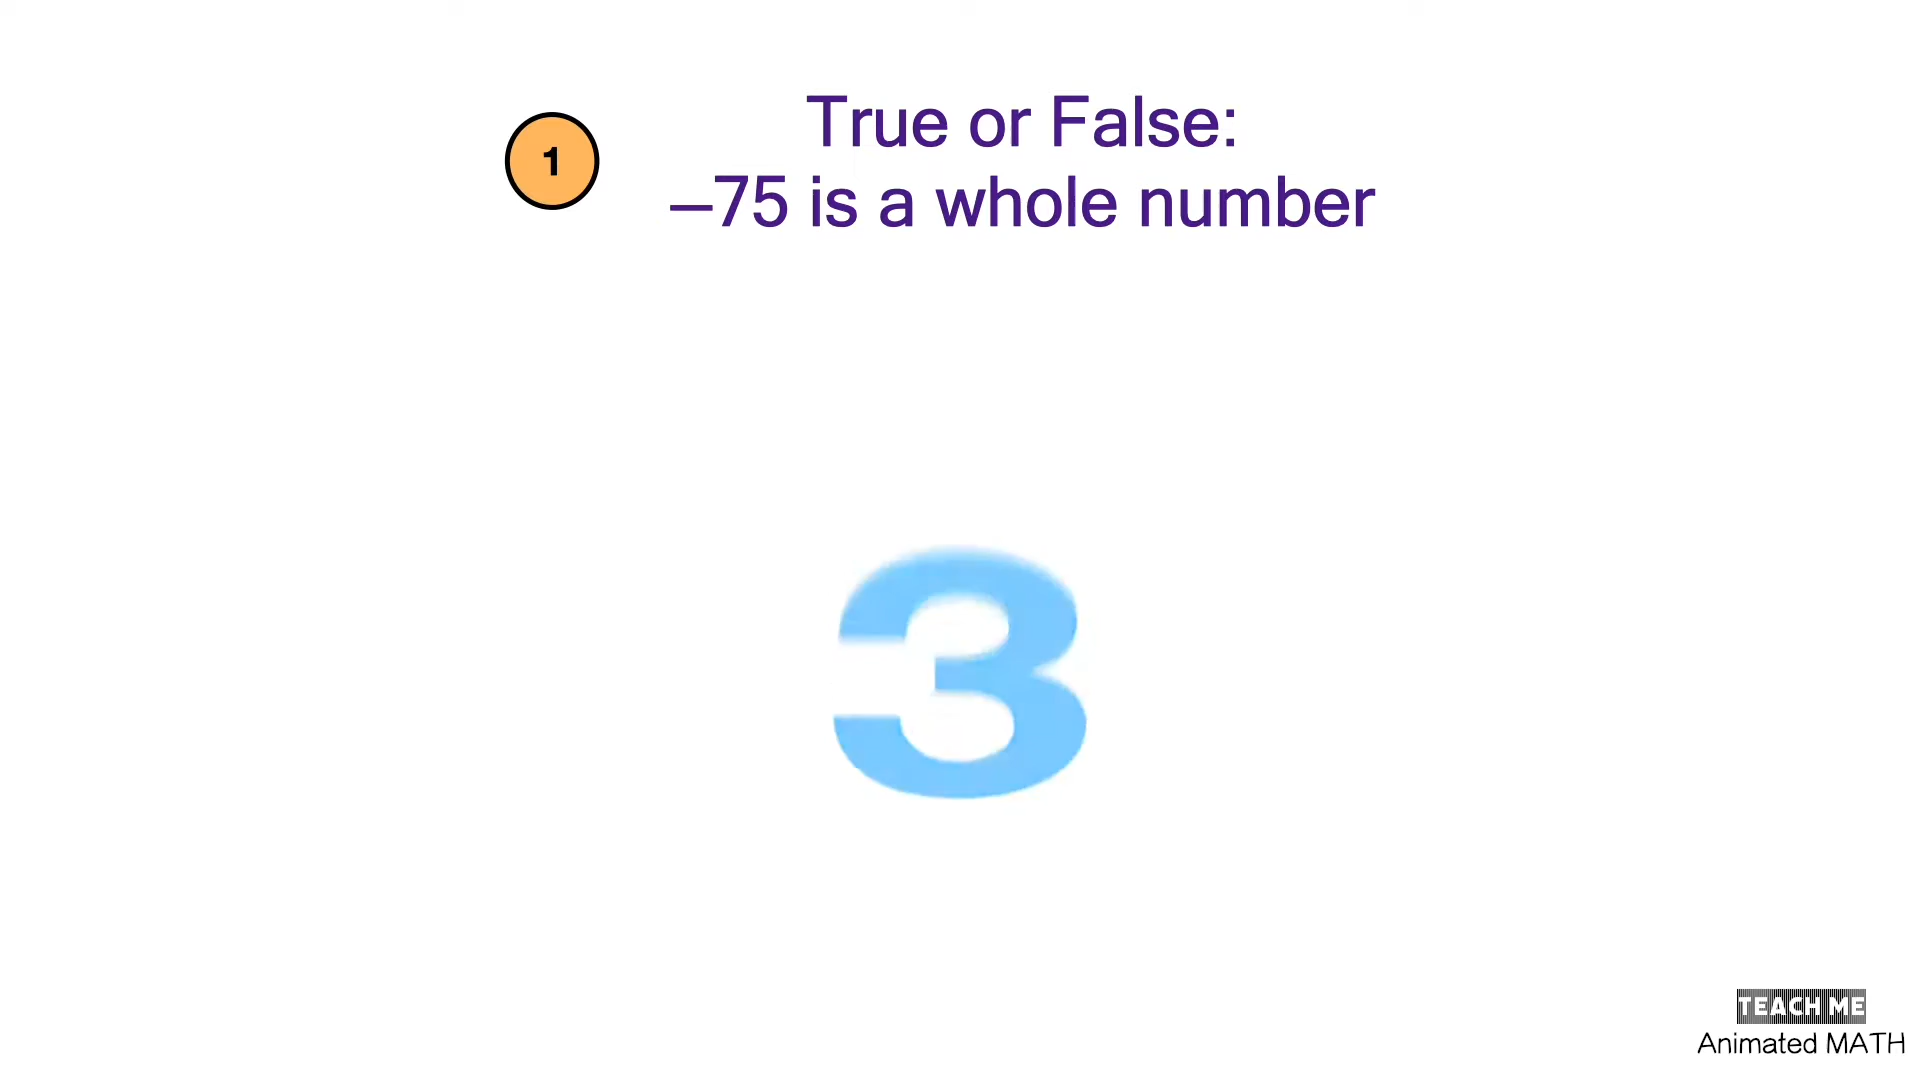 True or False:
1
–75 is a whole number
3
TEACH ME
Animated MATH